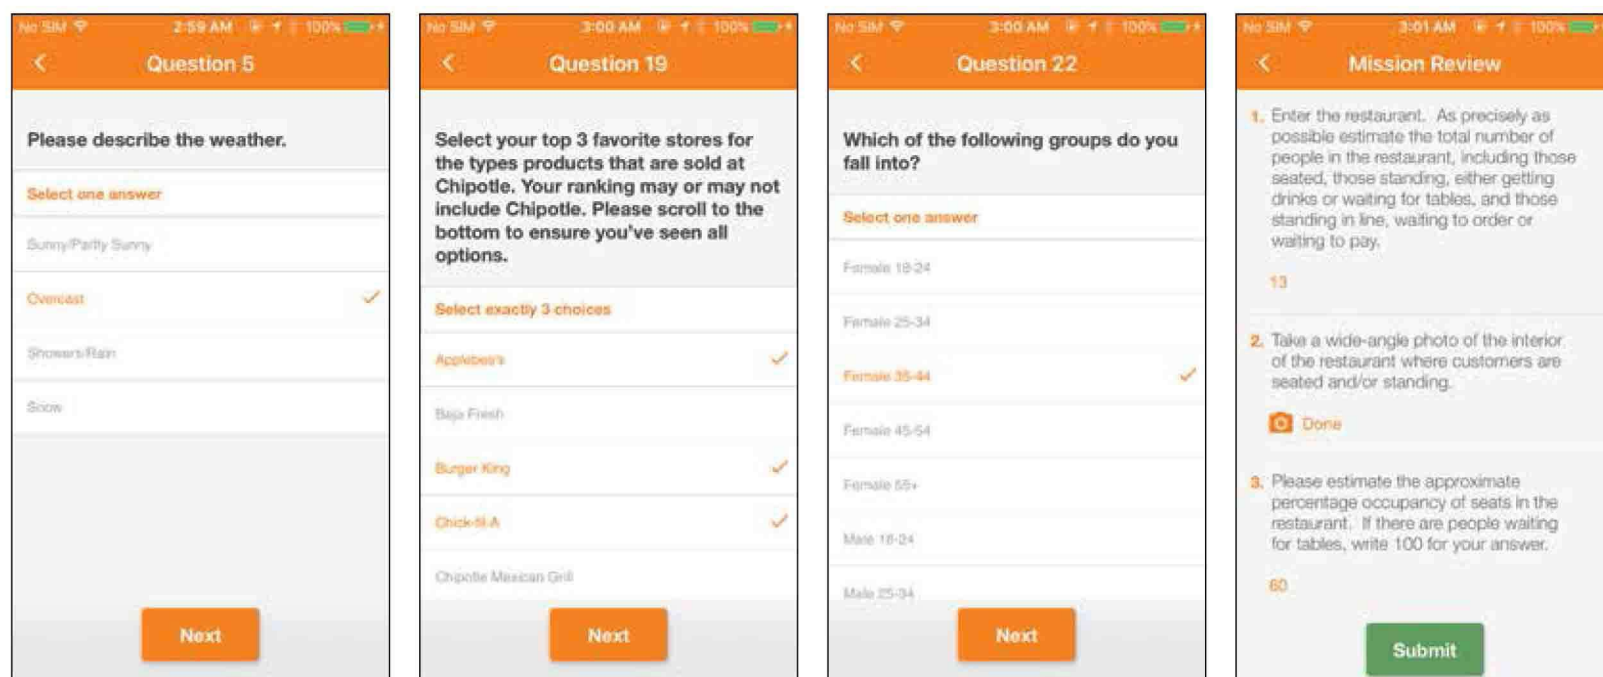 No SIM 2:59 AM 100%
Question 5
Please describe the weather.
Select one answer
Sunny/Partly Sunny
Overcast
Showers/Rain
Snow
Next
No SIM 3:00 AM 100%
Question 19
Select your top 3 favorite stores for
the types products that are sold at
Chipotle. Your ranking may or may not
include Chipotle. Please scroll to the
bottom to ensure you've seen all
options.
Select exactly 3 choices
Applebee's
Baja Fresh
Burger King
Chick-fil-A
Chipotle Mexican Grill
Next
No SIM 3:00 AM 100%
Question 22
Which of the following groups do you
fall into?
Select one answer
Female 18-24
Female 25-34
Female 35-44
Female 45-54
Female 55+
Male 18-24
Male 25-34
Next
No SIM 3:01 AM 100%
Mission Review
1. Enter the restaurant. As precisely as
possible estimate the total number of
people in the restaurant, including those
seated, those standing, either getting
drinks or waiting for tables, and those
standing in line, waiting to order or
waiting to pay.
13
2. Take a wide-angle photo of the interior
of the restaurant where customers are
seated and/or standing.
Done
3. Please estimate the approximate
percentage occupancy of seats in the
restaurant. If there are people waiting
for tables, write 100 for your answer.
60
Submit